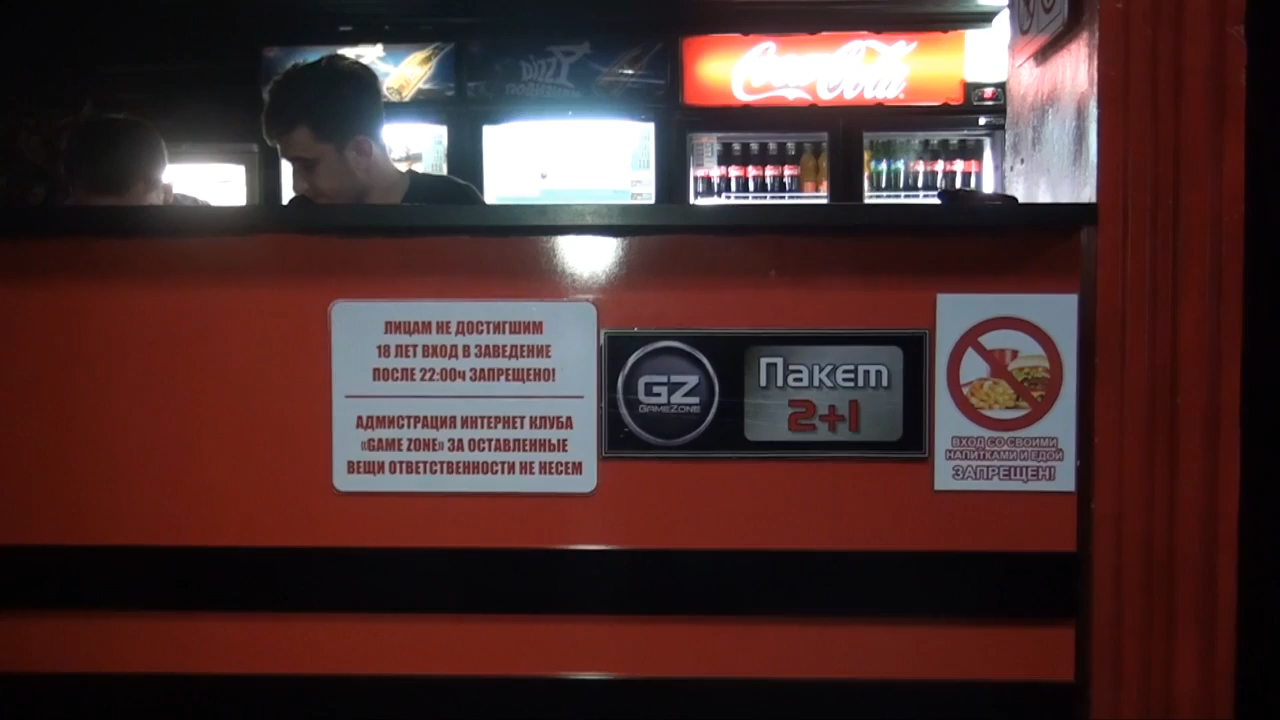 DIZZY
Coca-Cola
ЛИЦАМ НЕ ДОСТИГШИМ
18 ЛЕТ ВХОД В ЗАВЕДЕНИЕ
ПОСЛЕ 22:00ч ЗАПРЕЩЕНО!
АДМИСТРАЦИЯ ИНТЕРНЕТ КЛУБА
«GAME ZONE» ЗА ОСТАВЛЕННЫЕ
ВЕЩИ ОТВЕТСТВЕННОСТИ НЕ НЕСЕМ
GZ
GAMEZONE
Пакет
2+1
ВХОД СО СВОИМИ
НАПИТКАМИ И ЕДОЙ
ЗАПРЕЩЕН!